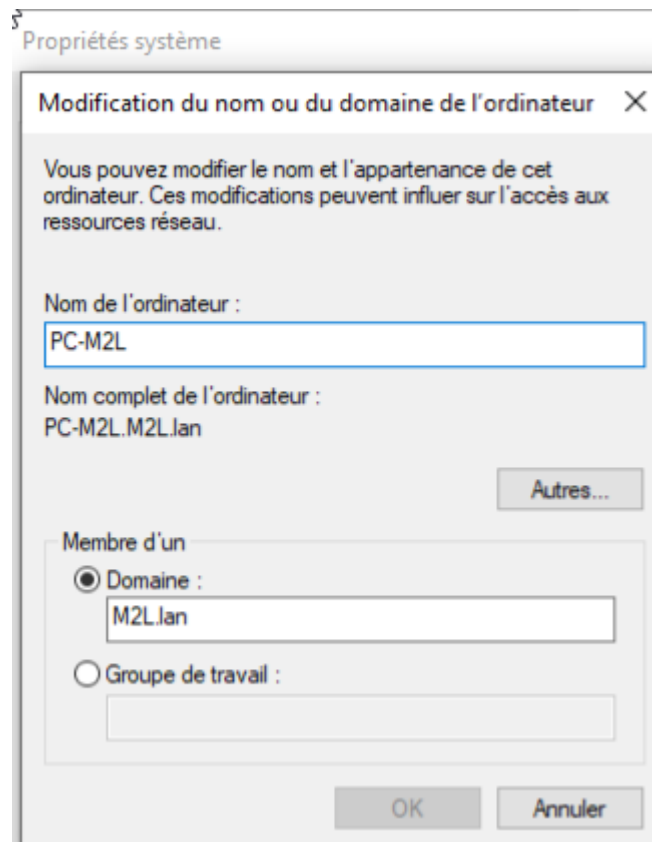 Propriétés système
Modification du nom ou du domaine de l'ordinateur
Vous pouvez modifier le nom et l'appartenance de cet
ordinateur. Ces modifications peuvent influer sur l'accès aux
ressources réseau.
Nom de l'ordinateur :
PC-M2L
Nom complet de l'ordinateur :
PC-M2L.M2L.lan
Autres...
Membre d'un
Domaine :
M2L.lan
Groupe de travail :
OK
Annuler